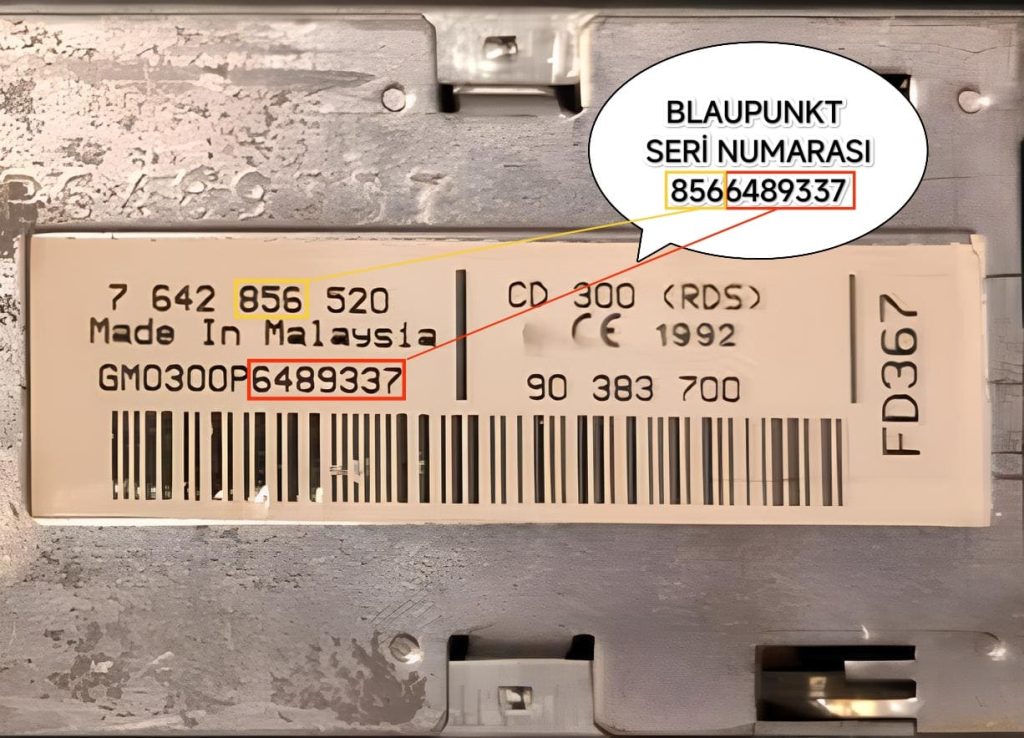 BLAUPUNKT
SERİ NUMARASI
8566489337
7 642 856 520
Made In Malaysia
GM0300P6489337
CD 300 (RDS)
CE 1992
90 383 700
FD367